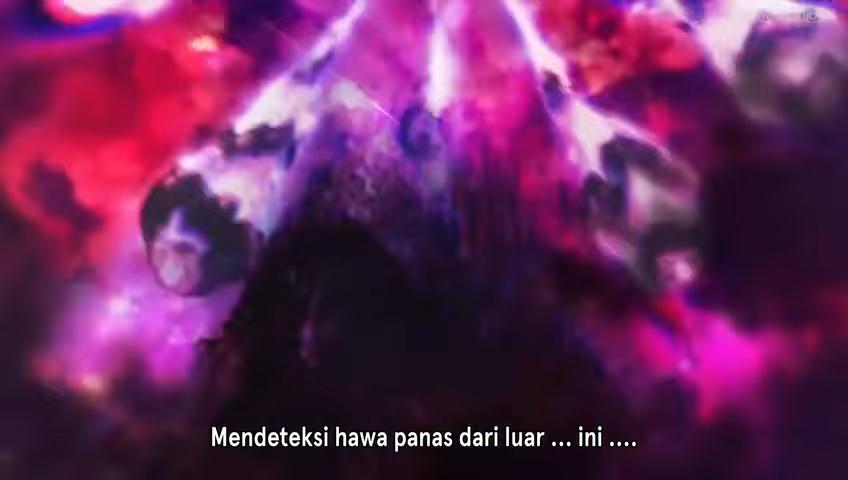 Mendeteksi hawa panas dari luar ... ini ....